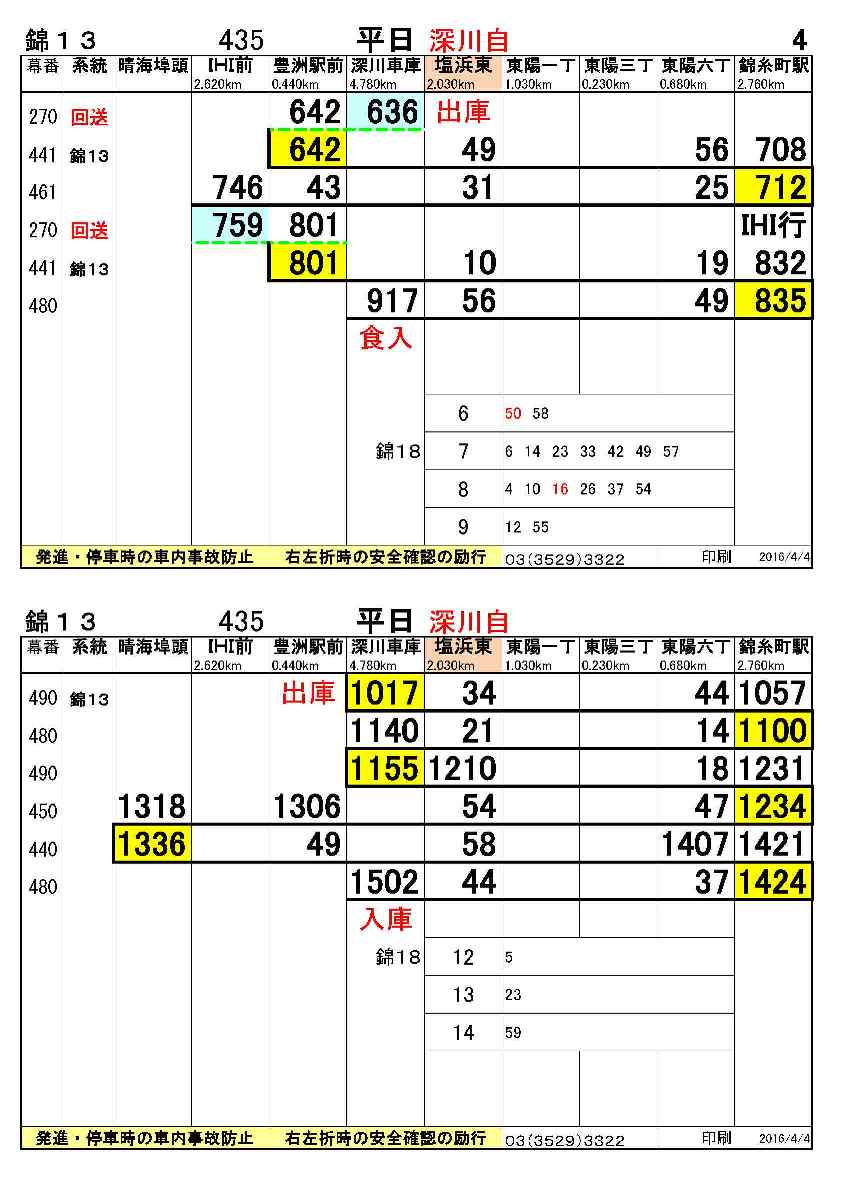 錦１３ 435 平日 深川自 4
幕番 系統 晴海埠頭 IHI前 豊洲駅前 深川車庫 塩浜東 東陽一丁 東陽三丁 東陽六丁 錦糸町駅
2.620km 0.440km 4.780km 2.030km 1.030km 0.230km 0.680km 2.760km
270 回送 642 636 出庫
441 錦13 642 49 56 708
461 746 43 31 25 712
270 回送 759 801 IHI行
441 錦13 801 10 19 832
480 917 56 49 835
食入
6 50 58
錦18 7 6 14 23 33 42 49 57
8 4 10 16 26 37 54
9 12 55
発進・停車時の車内事故防止 右左折時の安全確認の励行 03(3529)3322 印刷 2016/4/4
錦１３ 435 平日 深川自
幕番 系統 晴海埠頭 IHI前 豊洲駅前 深川車庫 塩浜東 東陽一丁 東陽三丁 東陽六丁 錦糸町駅
2.620km 0.440km 4.780km 2.030km 1.030km 0.230km 0.680km 2.760km
490 錦13 出庫 1017 34 44 1057
480 1140 21 14 1100
490 1155 1210 18 1231
450 1318 1306 54 47 1234
440 1336 49 58 1407 1421
480 1502 44 37 1424
入庫
錦18 12 5
13 23
14 59
発進・停車時の車内事故防止 右左折時の安全確認の励行 03(3529)3322 印刷 2016/4/4